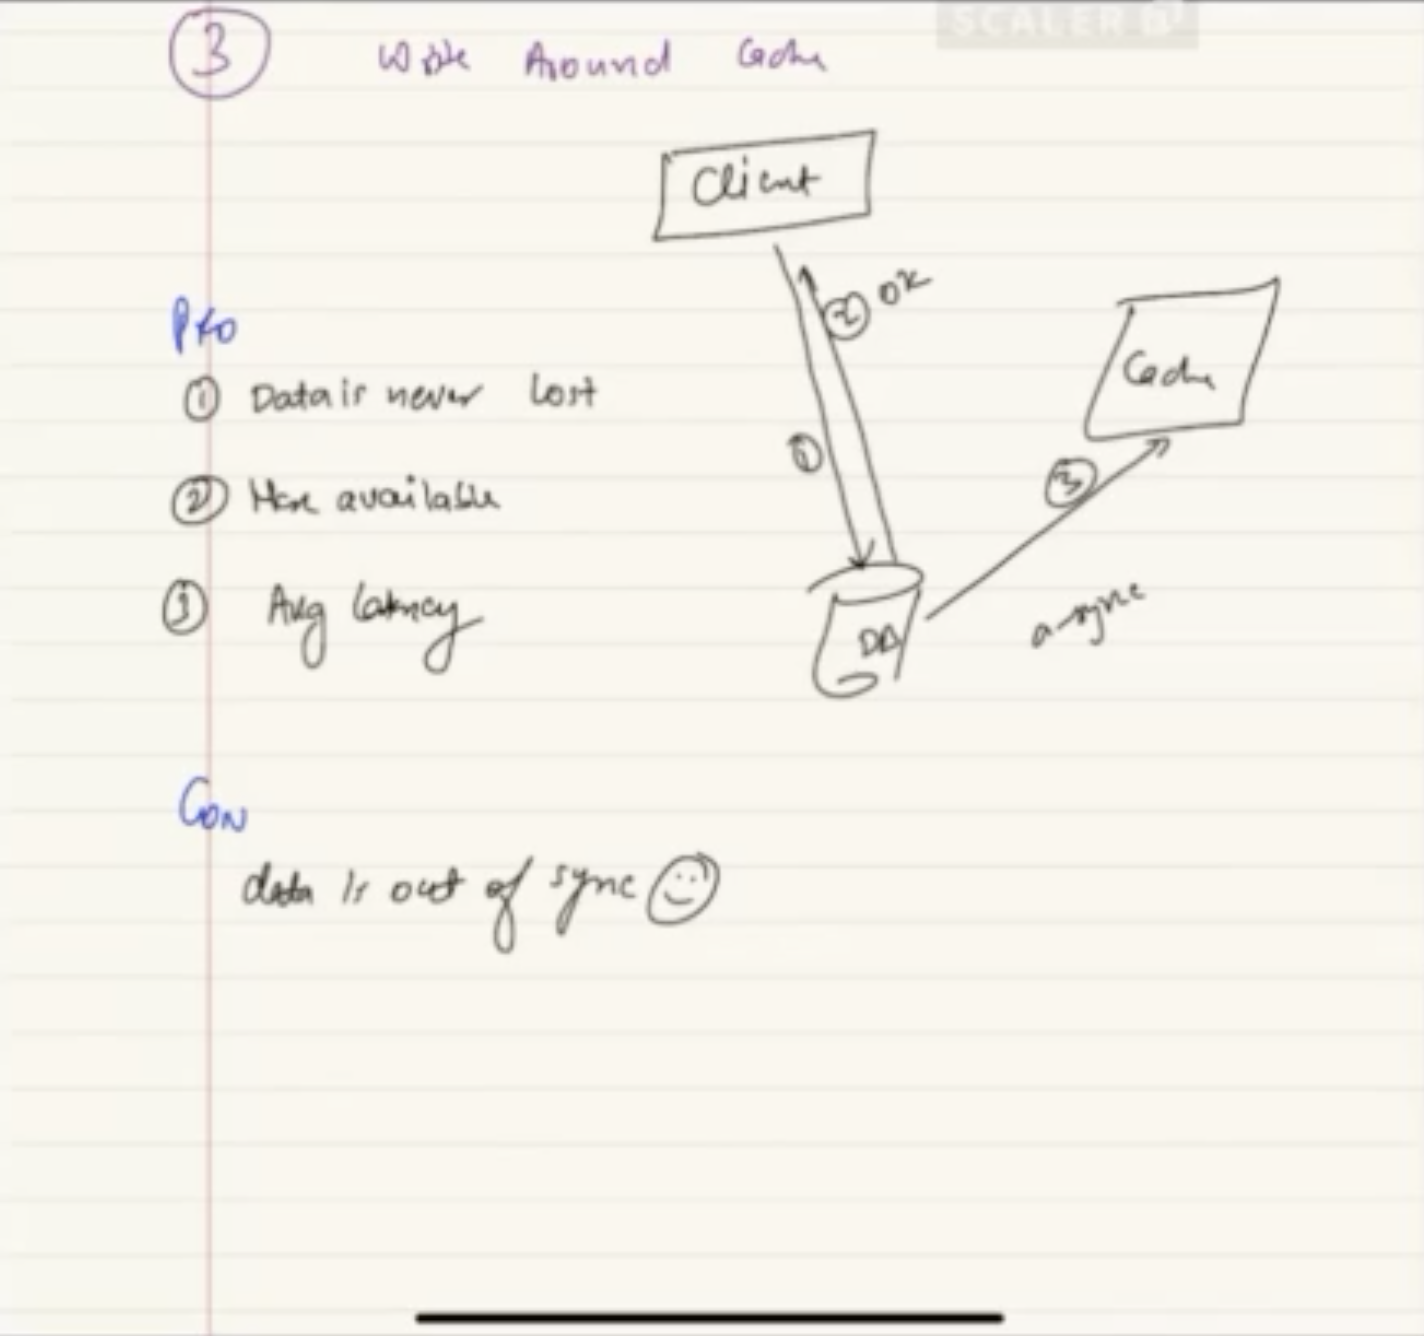 SCALER
3 Write Around Cache
Client
2 OK
Pro
Cache
1 Data is never lost
1
3
2 More available
async
3 Avg latency
DB
Con
data is out of sync